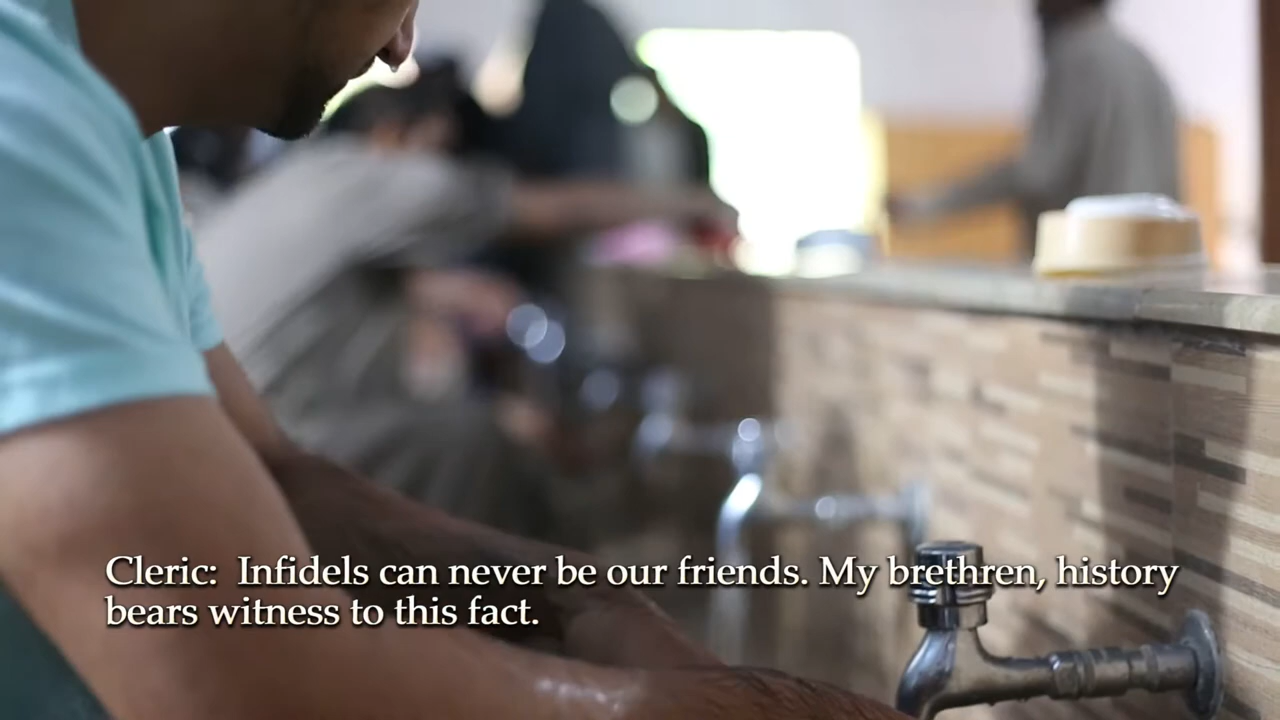 Cleric:  Infidels can never be our friends. My brethren, history
bears witness to this fact.